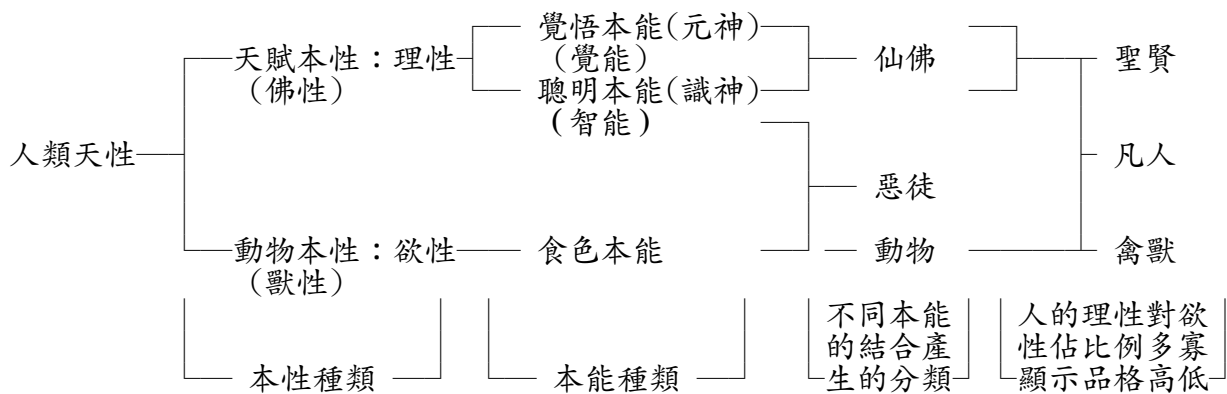 覺悟本能(元神)
天賦本性：理性 (覺能) 仙佛 聖賢
(佛性) 聰明本能(識神)
(智能)
人類天性 凡人
惡徒
動物本性：欲性 食色本能 動物 禽獸
(獸性)
不同本能 人的理性對欲
的結合產 性佔比例多寡
本性種類 本能種類 生的分類 顯示品格高低